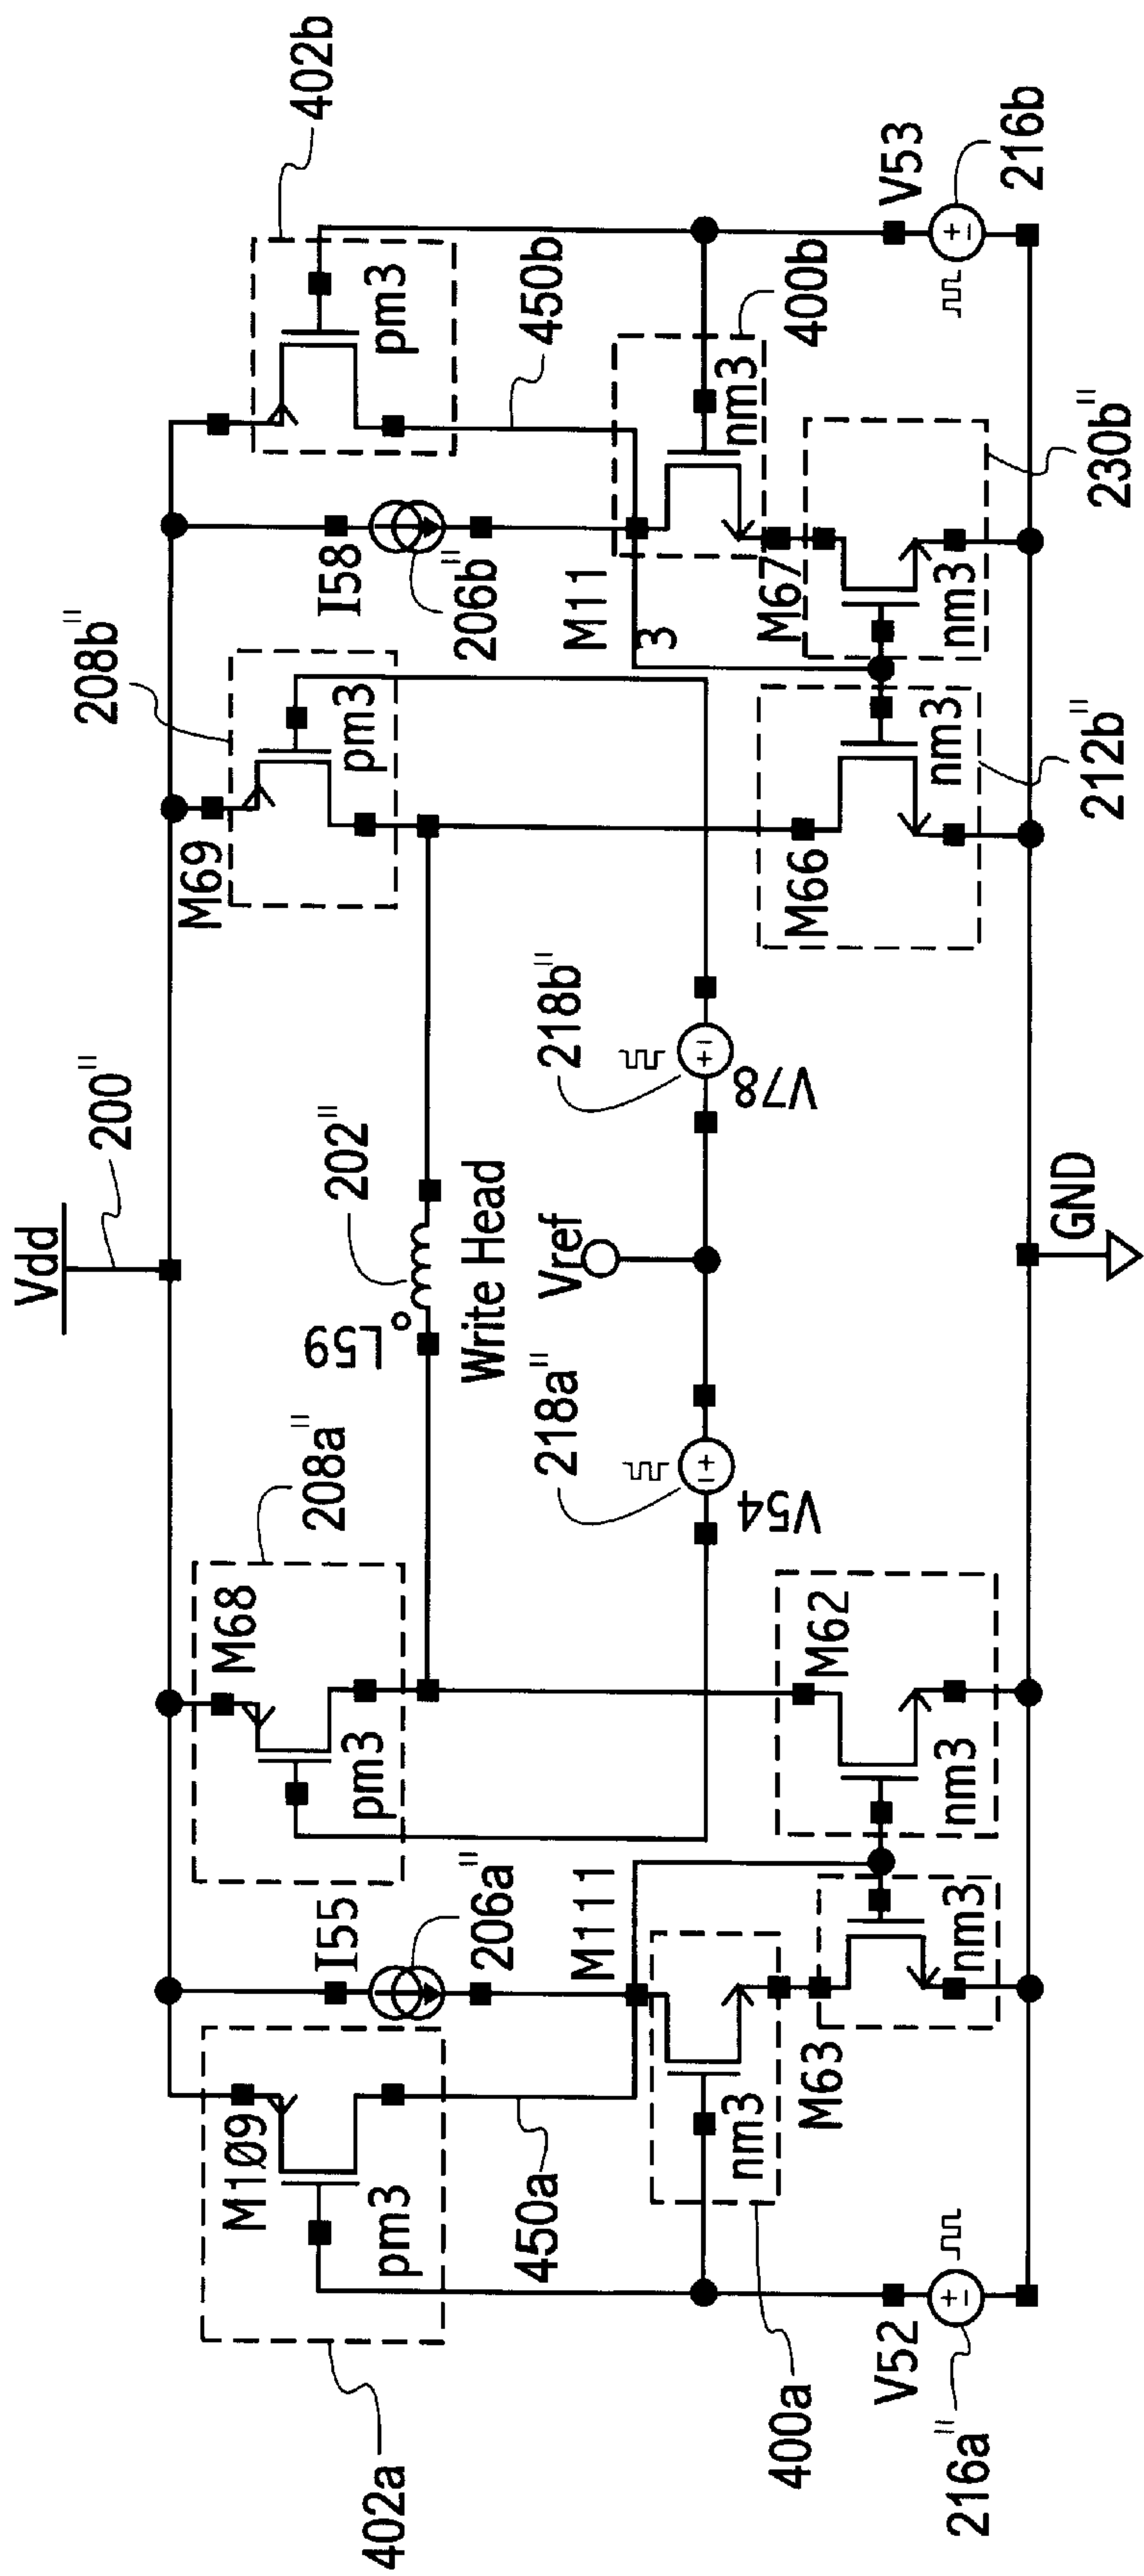 Vdd
200"
402a
M109
pm3
450a
I55
206a"
208a"
M68
pm3
L59
202"
Write Head
208b"
M69
pm3
I58
206b"
402b
pm3
450b
218a"
V54
Vref
218b"
V78
M111
nm3
400a
M63
nm3
M62
nm3
M66
nm3
212b"
M11
3
nm3
400b
M67
nm3
230b"
V52
216a"
V53
216b
GND